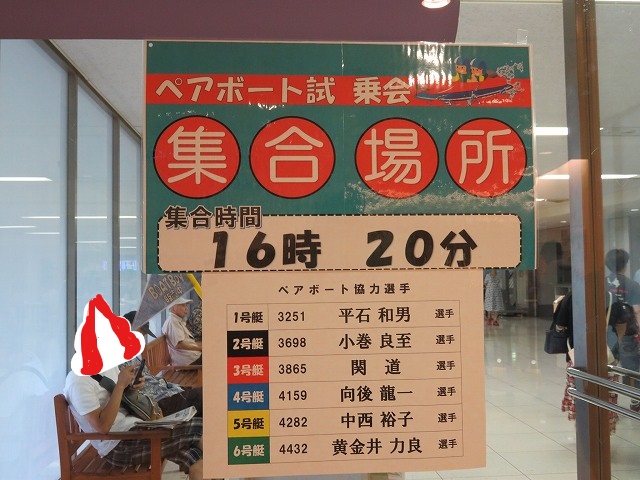 ペアボート試 乗会
集合場所
集合時間
16時 20分
ペアボート協力選手
1号艇 3251 平石 和男 選手
2号艇 3698 小巻 良至 選手
3号艇 3865 関 道 選手
4号艇 4159 向後 龍一 選手
5号艇 4282 中西 裕子 選手
6号艇 4432 黄金井 力良 選手